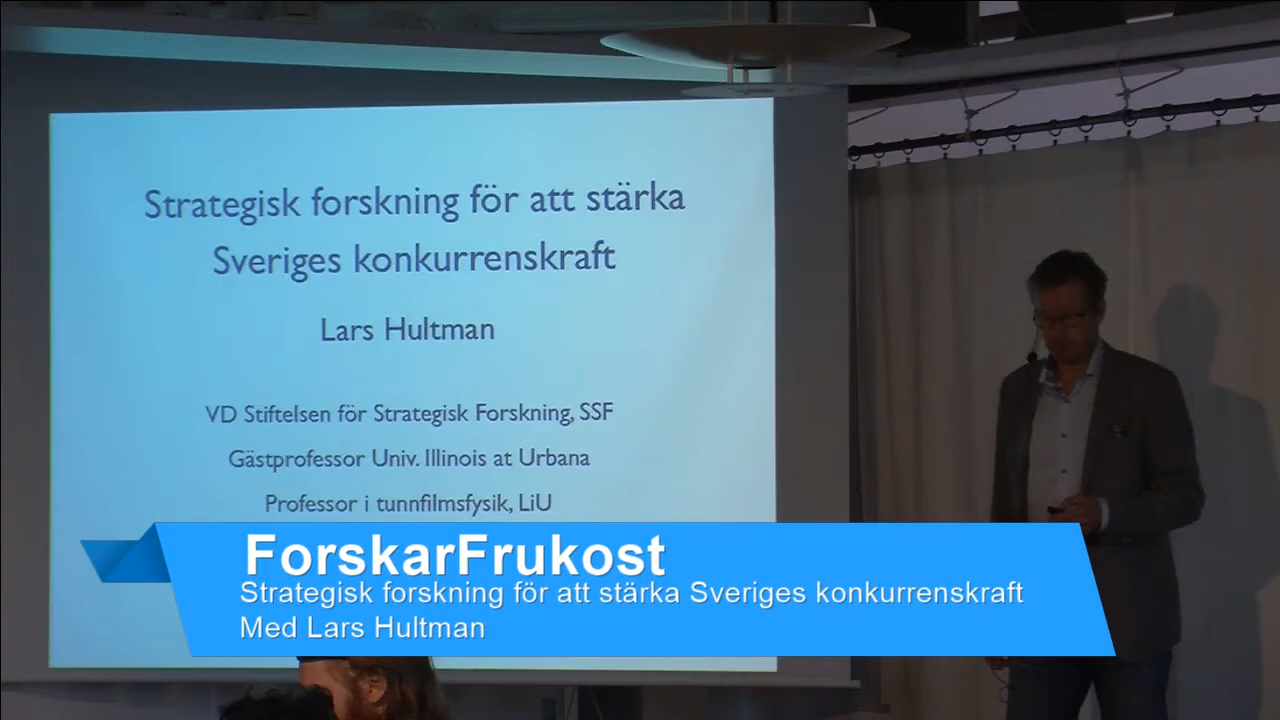 Strategisk forskning för att stärka
Sveriges konkurrenskraft
Lars Hultman
VD Stiftelsen för Strategisk Forskning, SSF
Gästprofessor Univ. Illinois at Urbana
Professor i tunnfilmsfysik, LiU
ForskarFrukost
Strategisk forskning för att stärka Sveriges konkurrenskraft
Med Lars Hultman